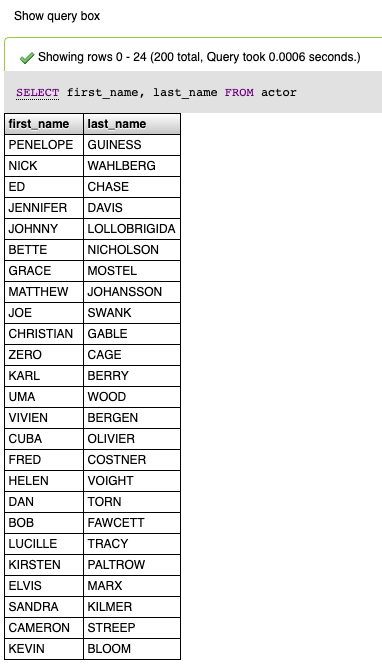 Show query box
Showing rows 0 - 24 (200 total, Query took 0.0006 seconds.)
SELECT first_name, last_name FROM actor
first_name last_name
PENELOPE GUINESS
NICK WAHLBERG
ED CHASE
JENNIFER DAVIS
JOHNNY LOLLOBRIGIDA
BETTE NICHOLSON
GRACE MOSTEL
MATTHEW JOHANSSON
JOE SWANK
CHRISTIAN GABLE
ZERO CAGE
KARL BERRY
UMA WOOD
VIVIEN BERGEN
CUBA OLIVIER
FRED COSTNER
HELEN VOIGHT
DAN TORN
BOB FAWCETT
LUCILLE TRACY
KIRSTEN PALTROW
ELVIS MARX
SANDRA KILMER
CAMERON STREEP
KEVIN BLOOM